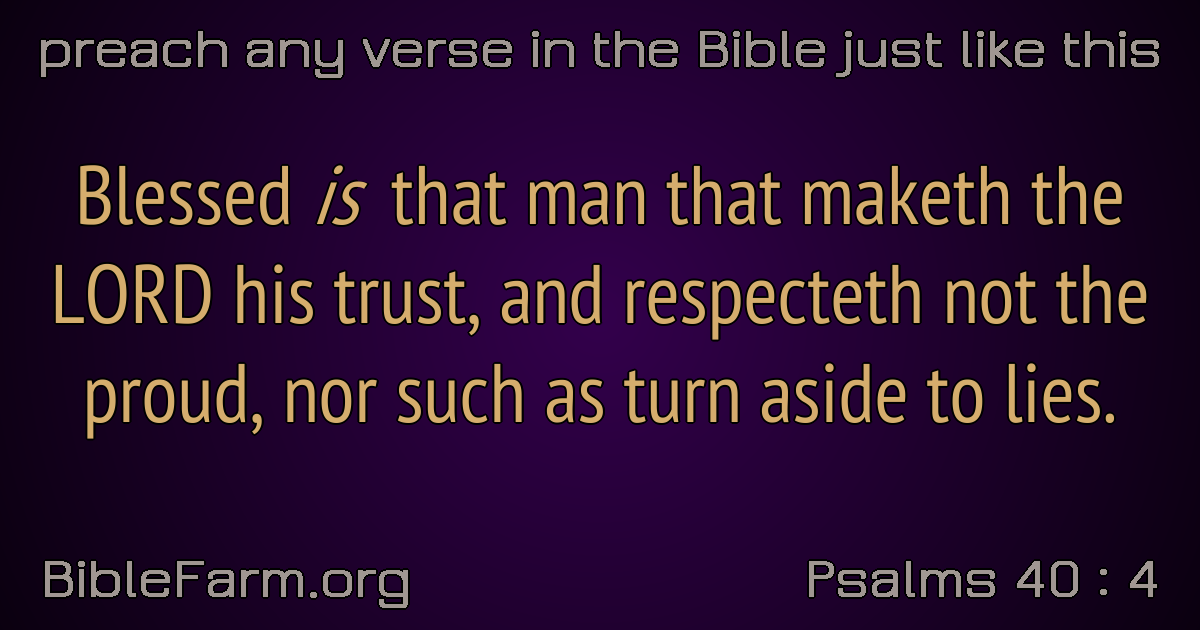 preach any verse in the Bible just like this
Blessed is that man that maketh the
LORD his trust, and respecteth not the
proud, nor such as turn aside to lies.
BibleFarm.org
Psalms 40 : 4